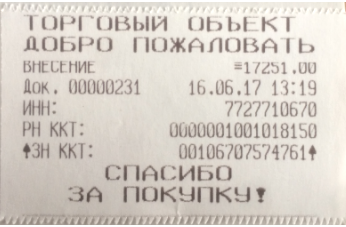 ТОРГОВЫЙ ОБЪЕКТ
ДОБРО ПОЖАЛОВАТЬ
ВНЕСЕНИЕ ≡17251.00
Док. 00000231 16.06.17 13:19
ИНН: 7727710670
РН ККТ: 0000001001018150
↑ЗН ККТ: 00106707574761↑
СПАСИБО
ЗА ПОКУПКУ!